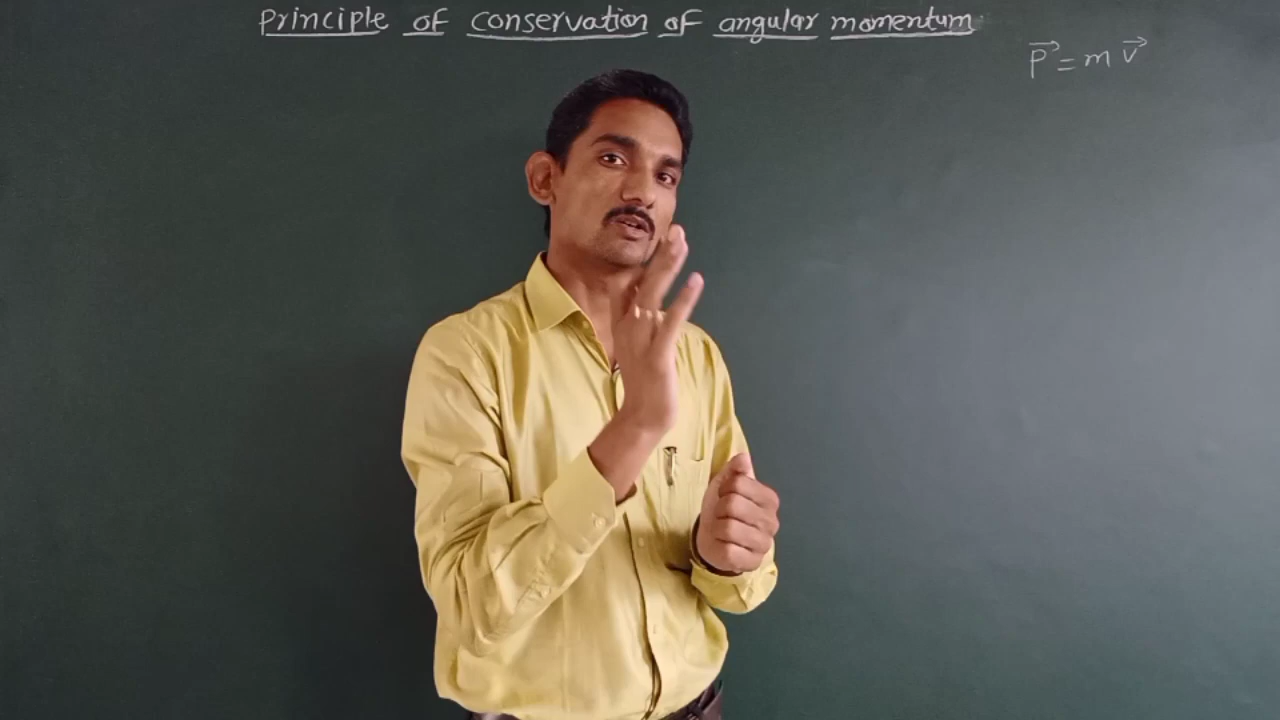 Principle of conservation of angular momentum
P⃗ = m v⃗